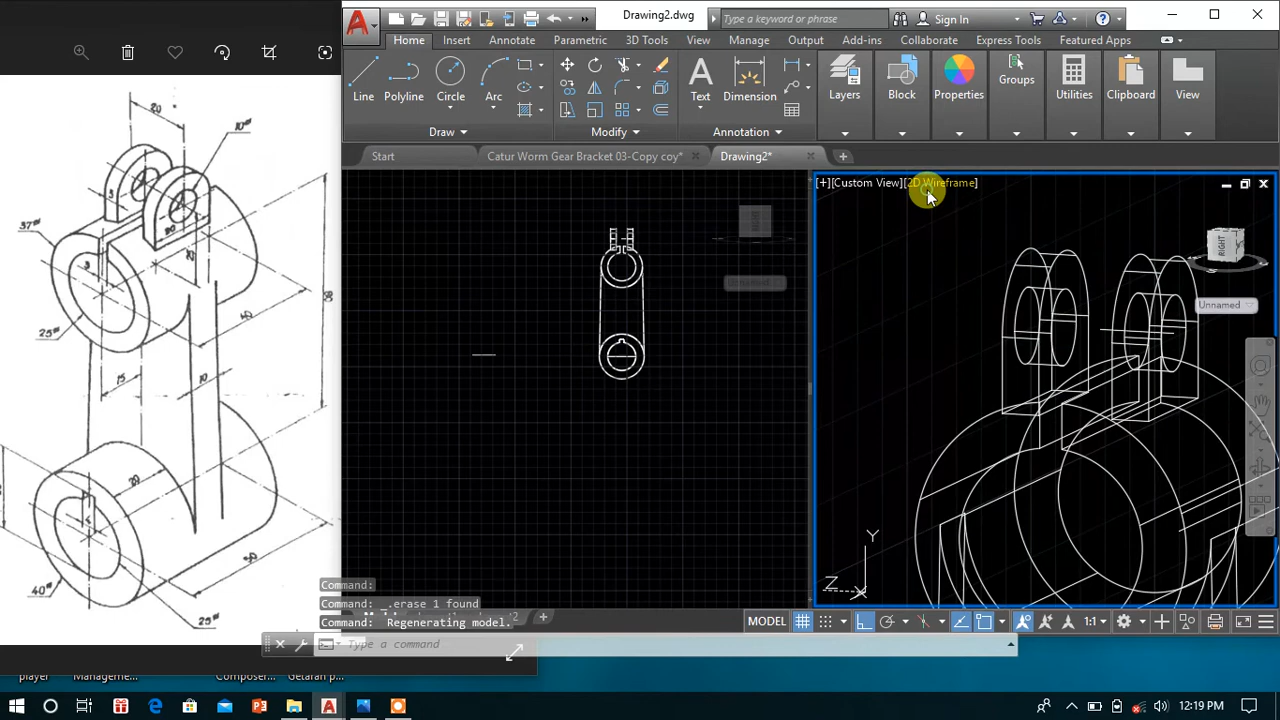 Drawing2.dwg
Type a keyword or phrase
Sign In
Home
Insert
Annotate
Parametric
3D Tools
View
Manage
Output
Add-ins
Collaborate
Express Tools
Featured Apps
Line
Polyline
Circle
Arc
Text
Dimension
Layers
Block
Properties
Groups
Utilities
Clipboard
View
Draw
Modify
Annotation
Start
Catur Worm Gear Bracket 03-Copy coy*
Drawing2*
[+][Custom View][2D Wireframe]
RIGHT
Unnamed
Y
Z
20
10
37
20
25
15
10
40
25
Command:
Command: _.erase 1 found
Command: Regenerating model.
Type a command
MODEL
1:1
player
Manageme...
Composer...
Getaran p...
12:19 PM